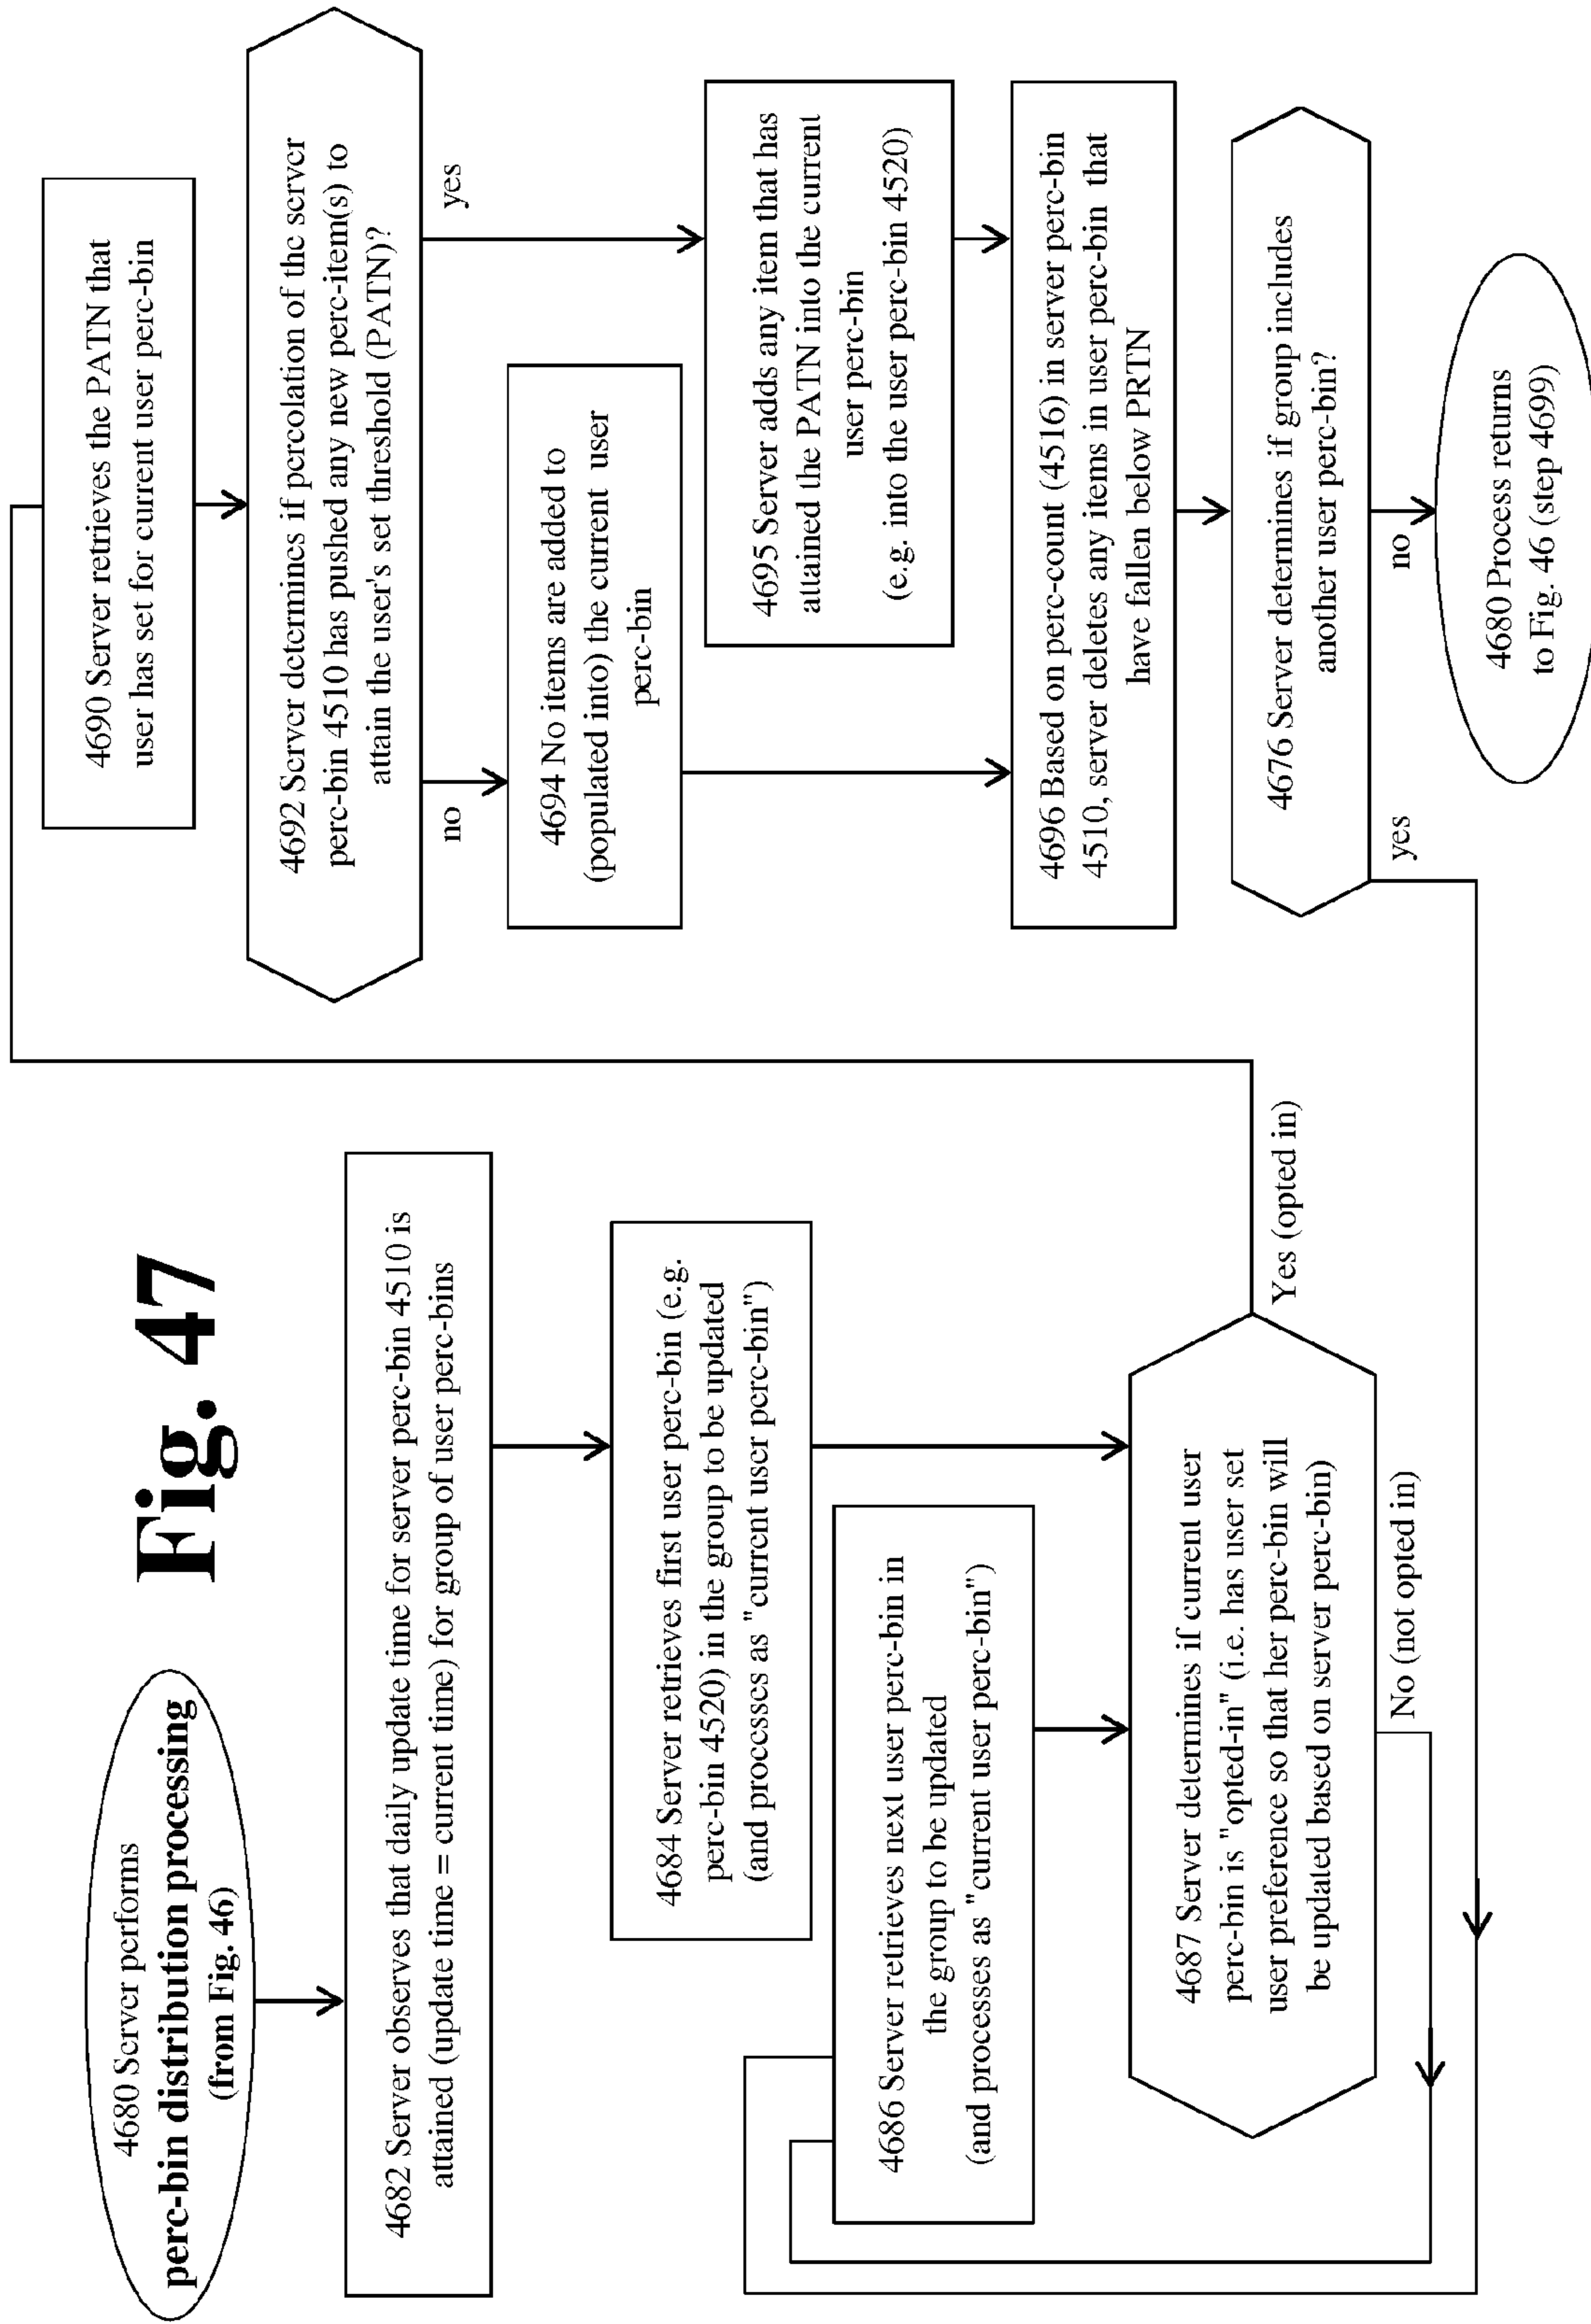 Fig. 47
4680 Server performs
perc-bin distribution processing
(from Fig. 46)
4682 Server observes that daily update time for server perc-bin 4510 is
attained (update time = current time) for group of user perc-bins
4684 Server retrieves first user perc-bin (e.g.
perc-bin 4520) in the group to be updated
(and processes as "current user perc-bin")
4686 Server retrieves next user perc-bin in
the group to be updated
(and processes as "current user perc-bin")
4687 Server determines if current user
perc-bin is "opted-in" (i.e. has user set
user preference so that her perc-bin will
be updated based on server perc-bin)
Yes (opted in)
No (not opted in)
4690 Server retrieves the PATN that
user has set for current user perc-bin
4692 Server determines if percolation of the server
perc-bin 4510 has pushed any new perc-item(s) to
attain the user's set threshold (PATN)?
no
yes
4694 No items are added to
(populated into) the current user
perc-bin
4695 Server adds any item that has
attained the PATN into the current
user perc-bin
(e.g. into the user perc-bin 4520)
4696 Based on perc-count (4516) in server perc-bin
4510, server deletes any items in user perc-bin that
have fallen below PRTN
4676 Server determines if group includes
another user perc-bin?
yes
no
4680 Process returns
to Fig. 46 (step 4699)